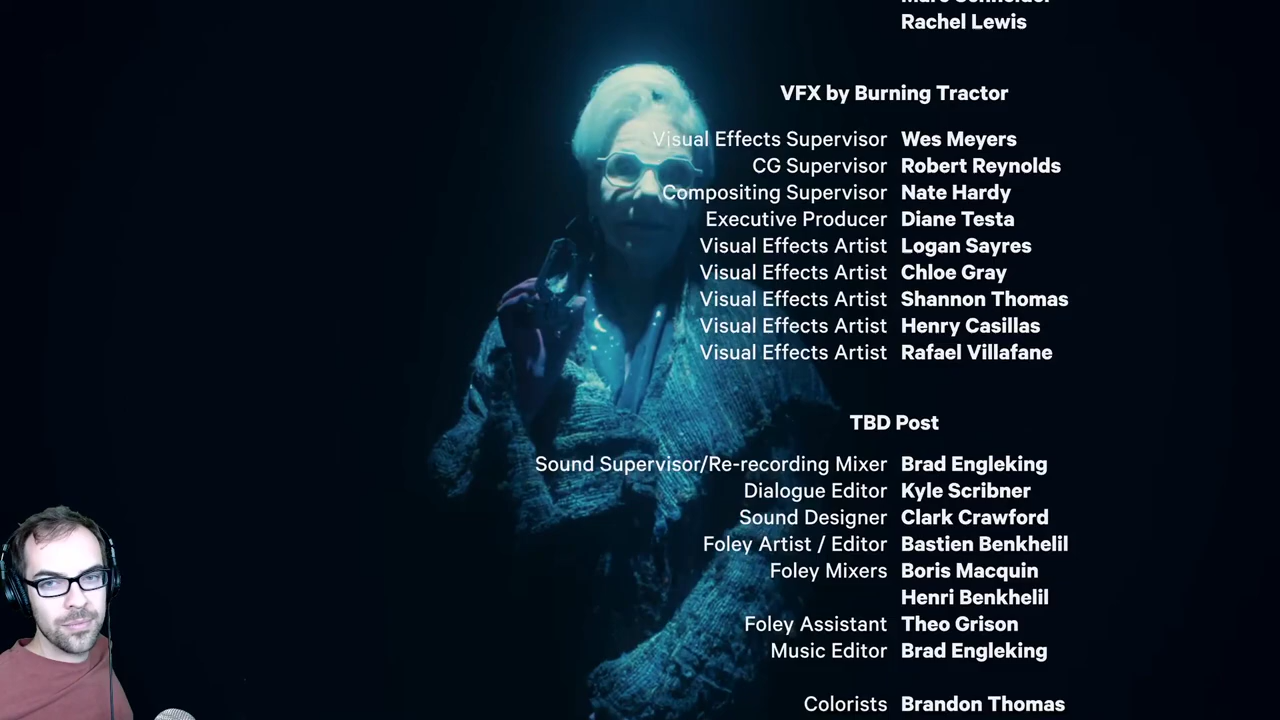 Rachel Lewis
VFX by Burning Tractor
Visual Effects Supervisor Wes Meyers
CG Supervisor Robert Reynolds
Compositing Supervisor Nate Hardy
Executive Producer Diane Testa
Visual Effects Artist Logan Sayres
Visual Effects Artist Chloe Gray
Visual Effects Artist Shannon Thomas
Visual Effects Artist Henry Casillas
Visual Effects Artist Rafael Villafane
TBD Post
Sound Supervisor/Re-recording Mixer Brad Engleking
Dialogue Editor Kyle Scribner
Sound Designer Clark Crawford
Foley Artist / Editor Bastien Benkhelil
Foley Mixers Boris Macquin
Henri Benkhelil
Foley Assistant Theo Grison
Music Editor Brad Engleking
Colorists Brandon Thomas